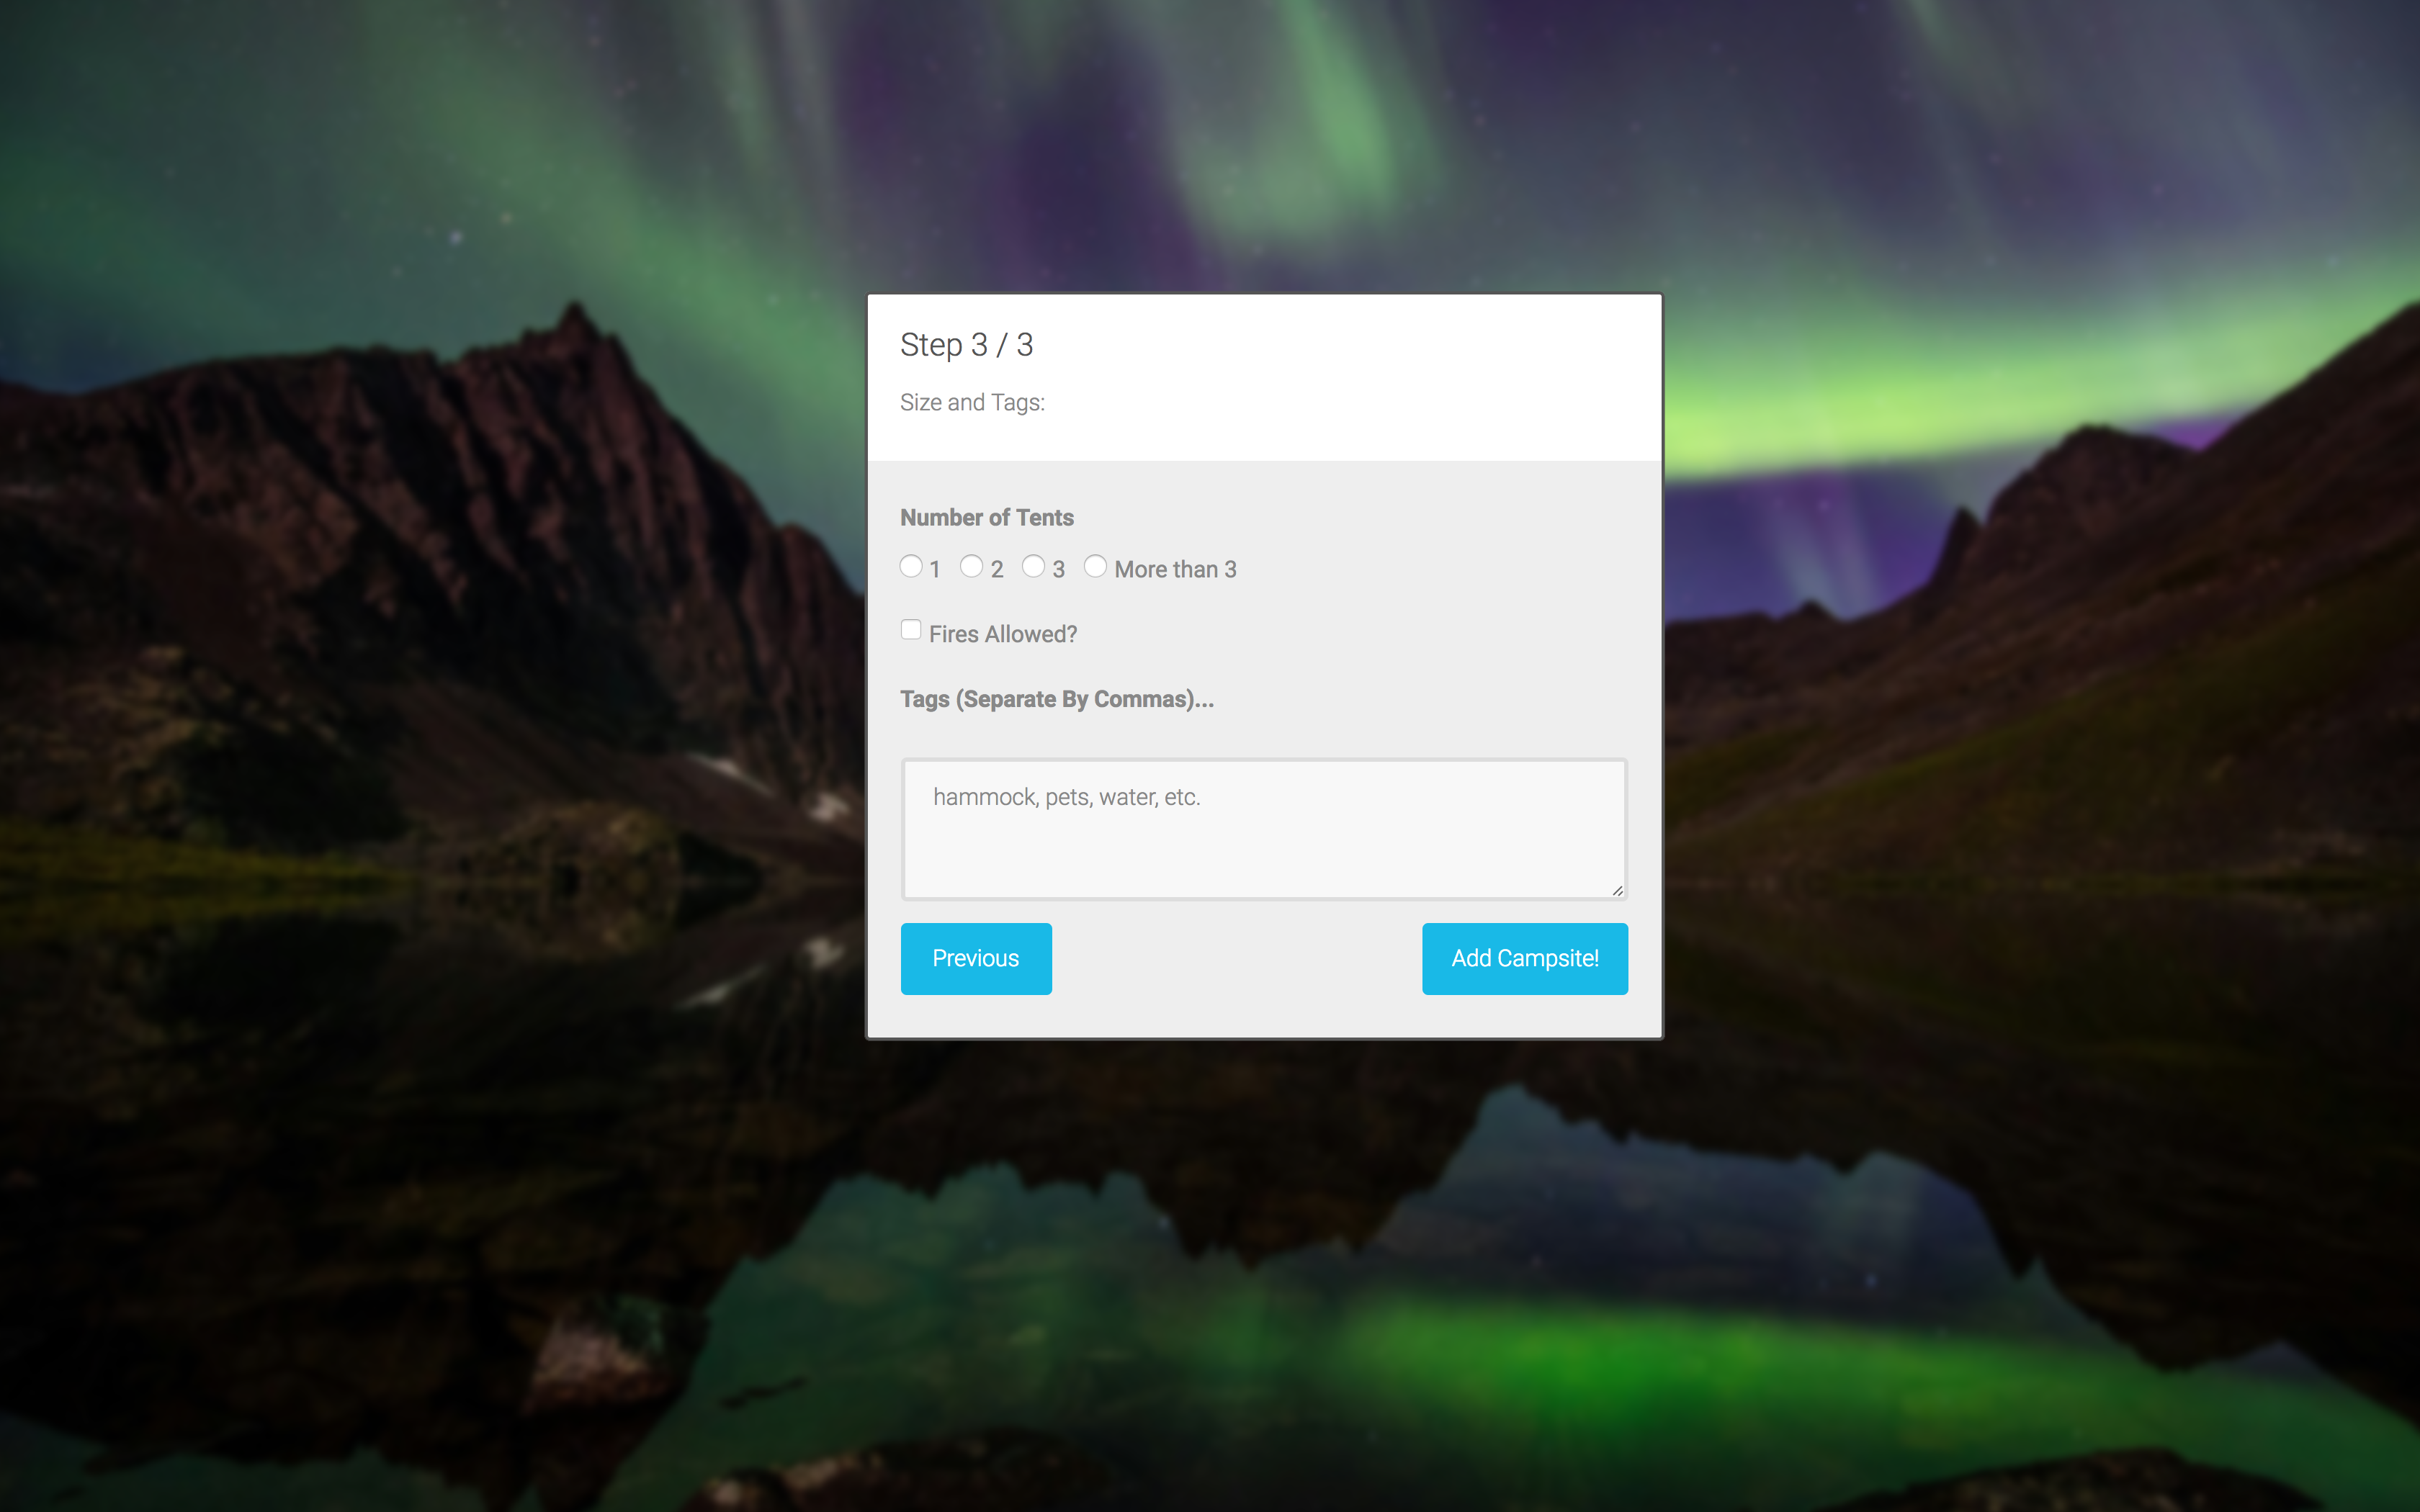 Step 3 / 3
Size and Tags:
Number of Tents
1 2 3 More than 3
Fires Allowed?
Tags (Separate By Commas)...
hammock, pets, water, etc.
Previous Add Campsite!